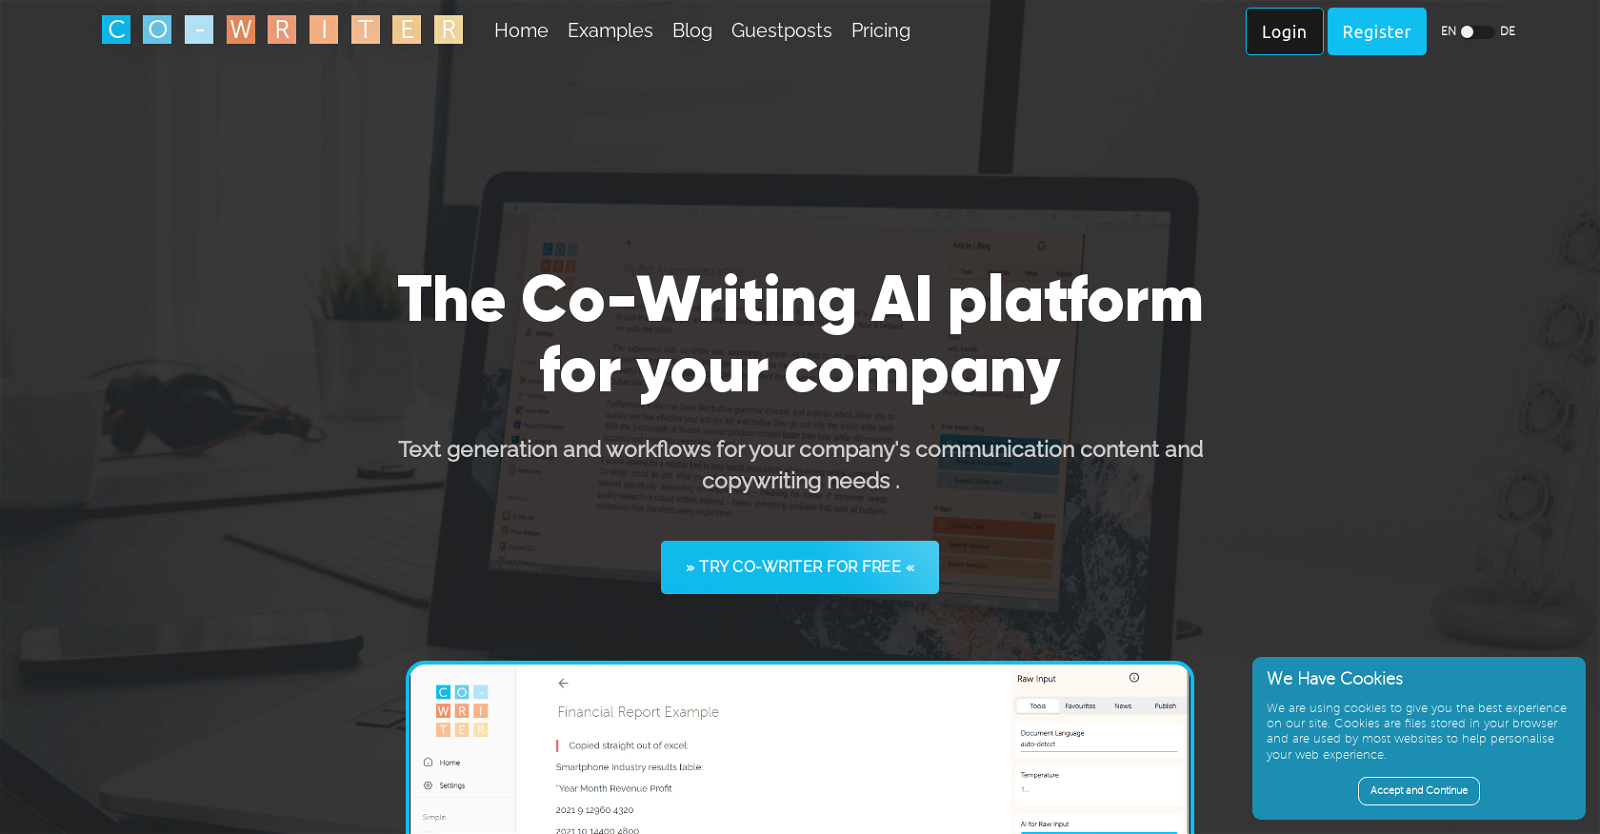 CO-WRITER
Home Examples Blog Guestposts Pricing
Login Register EN DE
The Co-Writing AI platform
for your company
Text generation and workflows for your company's communication content and
copywriting needs .
» TRY CO-WRITER FOR FREE «
CO-
WRI
TER
Home
Settings
Simple
Financial Report Example
Copied straight out of excel:
Smartphone Industry results table:
"Year Month Revenue Profit
2021 9 12960 4320
2021 10 14400 4800
Raw Input
Tools Favourites News Publish
Document Language
auto-detect
Temperature
1...
AI for Raw Input
We Have Cookies
We are using cookies to give you the best experience
on our site. Cookies are files stored in your browser
and are used by most websites to help personalise
your web experience.
Accept and Continue